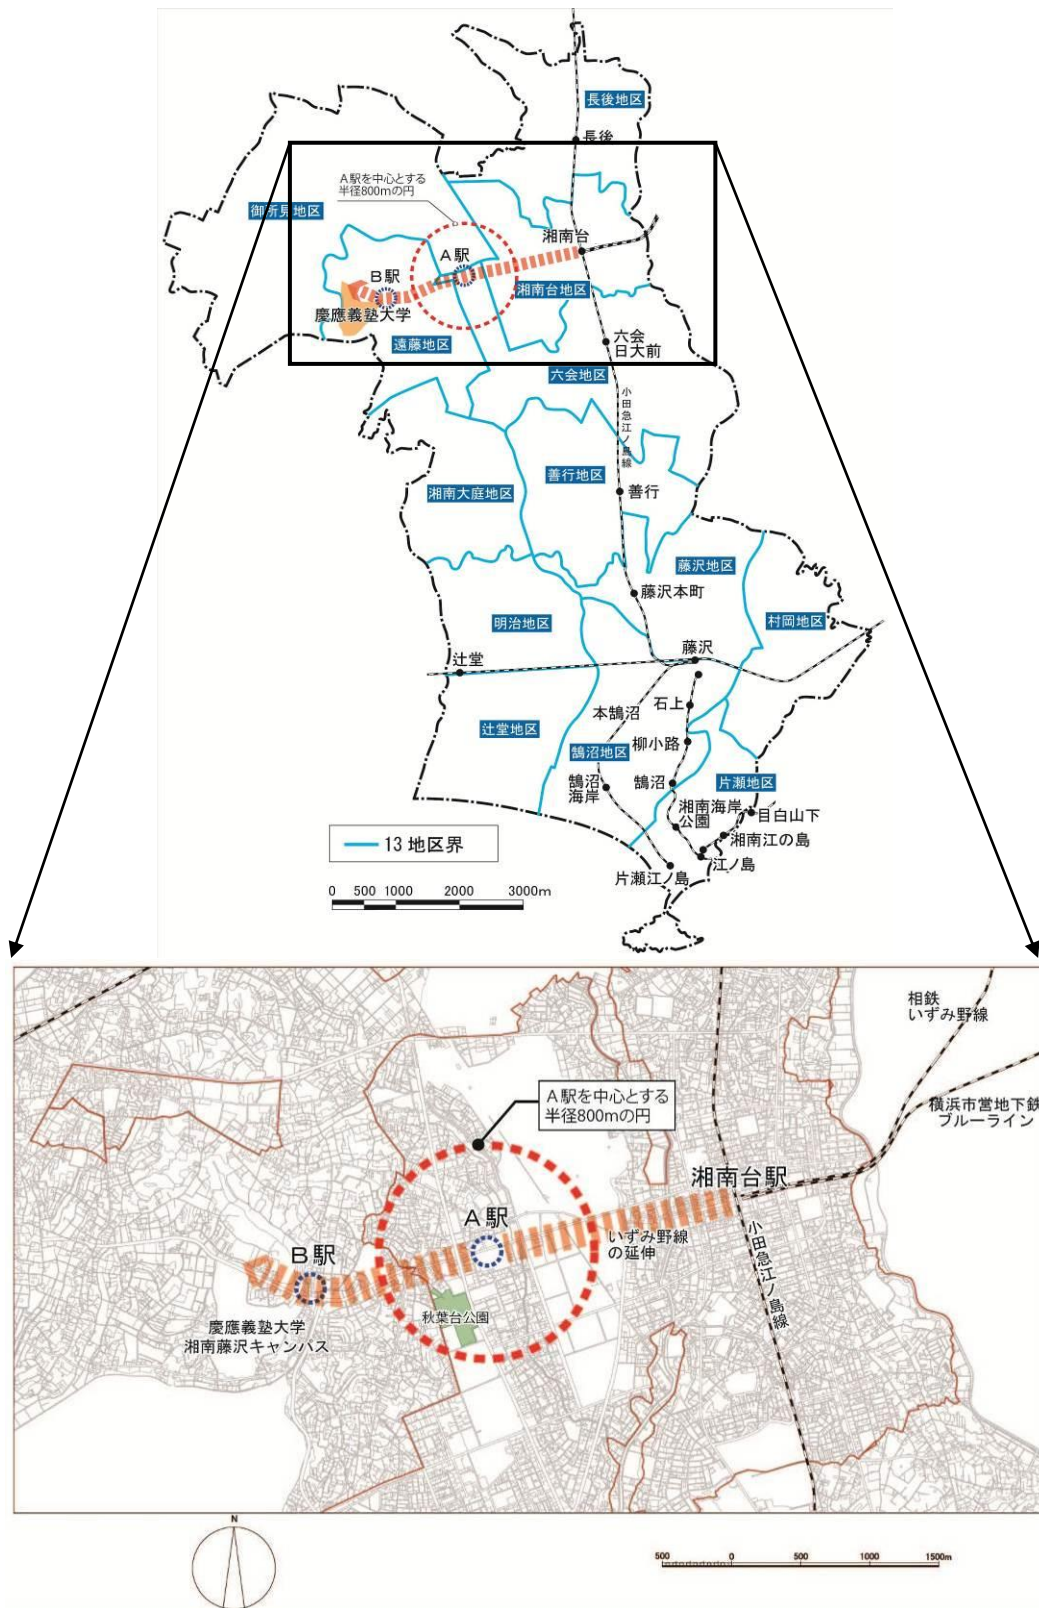 長後地区
長後
A駅を中心とする
半径800mの円
御所見地区
湘南台
A駅
B駅
湘南台地区
慶應義塾大学
遠藤地区
六会
日大前
六会地区
小田急江ノ島線
湘南大庭地区
善行地区
善行
藤沢地区
藤沢本町
明治地区
村岡地区
藤沢
辻堂
石上
本鵠沼
辻堂地区
柳小路
鵠沼地区
鵠沼
片瀬地区
鵠沼
海岸
湘南海岸
公園
目白山下
湘南江の島
江ノ島
片瀬江ノ島
13地区界
0 500 1000 2000 3000m
相鉄
いずみ野線
A駅を中心とする
半径800mの円
横浜市営地下鉄
ブルーライン
湘南台駅
A駅
いずみ野線
の延伸
B駅
小田急江ノ島線
秋葉台公園
慶應義塾大学
湘南藤沢キャンパス
N
500 0 500 1000 1500m